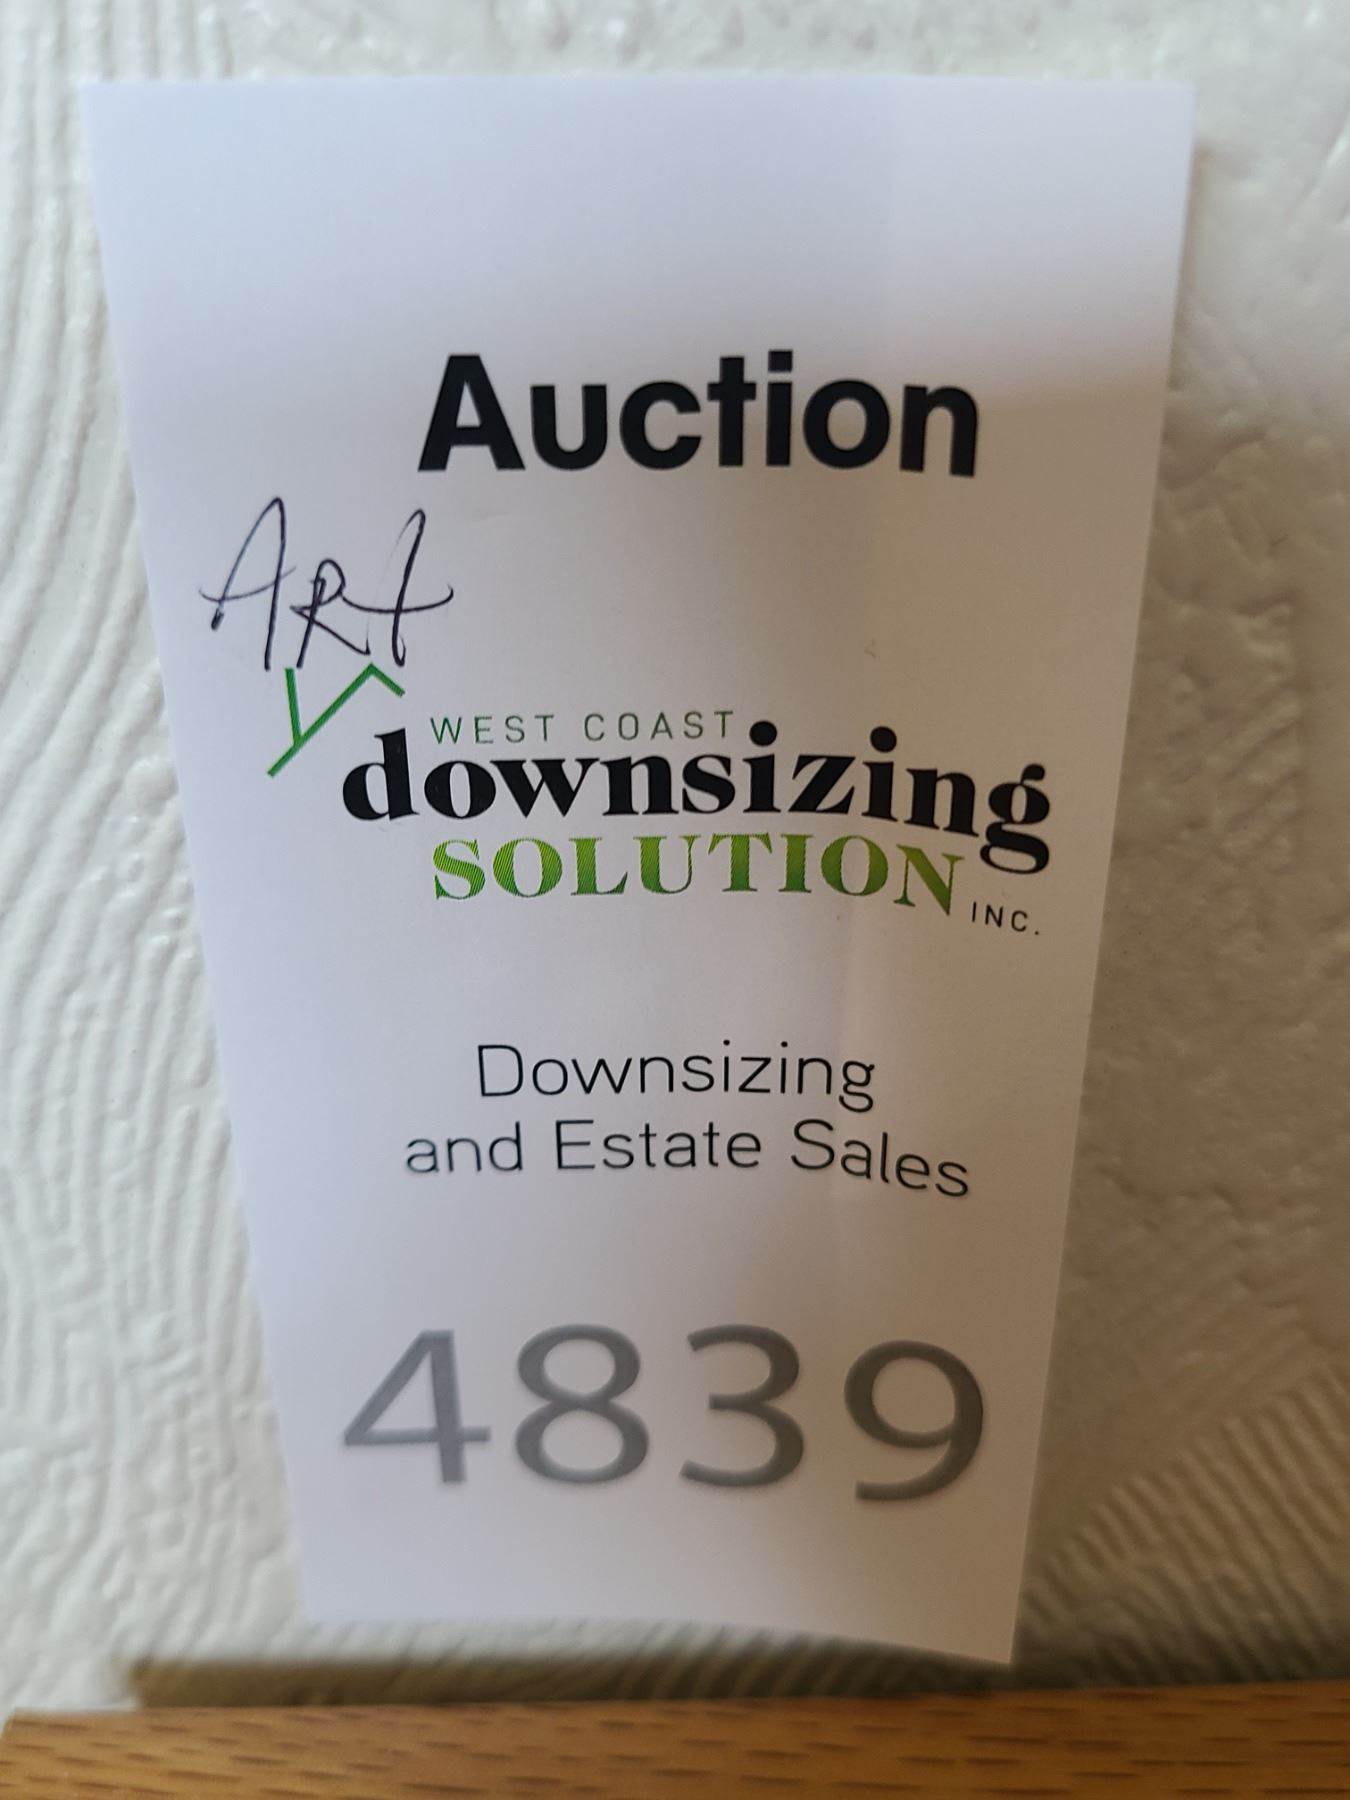 Auction
ARt
WEST COAST
downsizing
SOLUTION INC.
Downsizing
and Estate Sales
4839